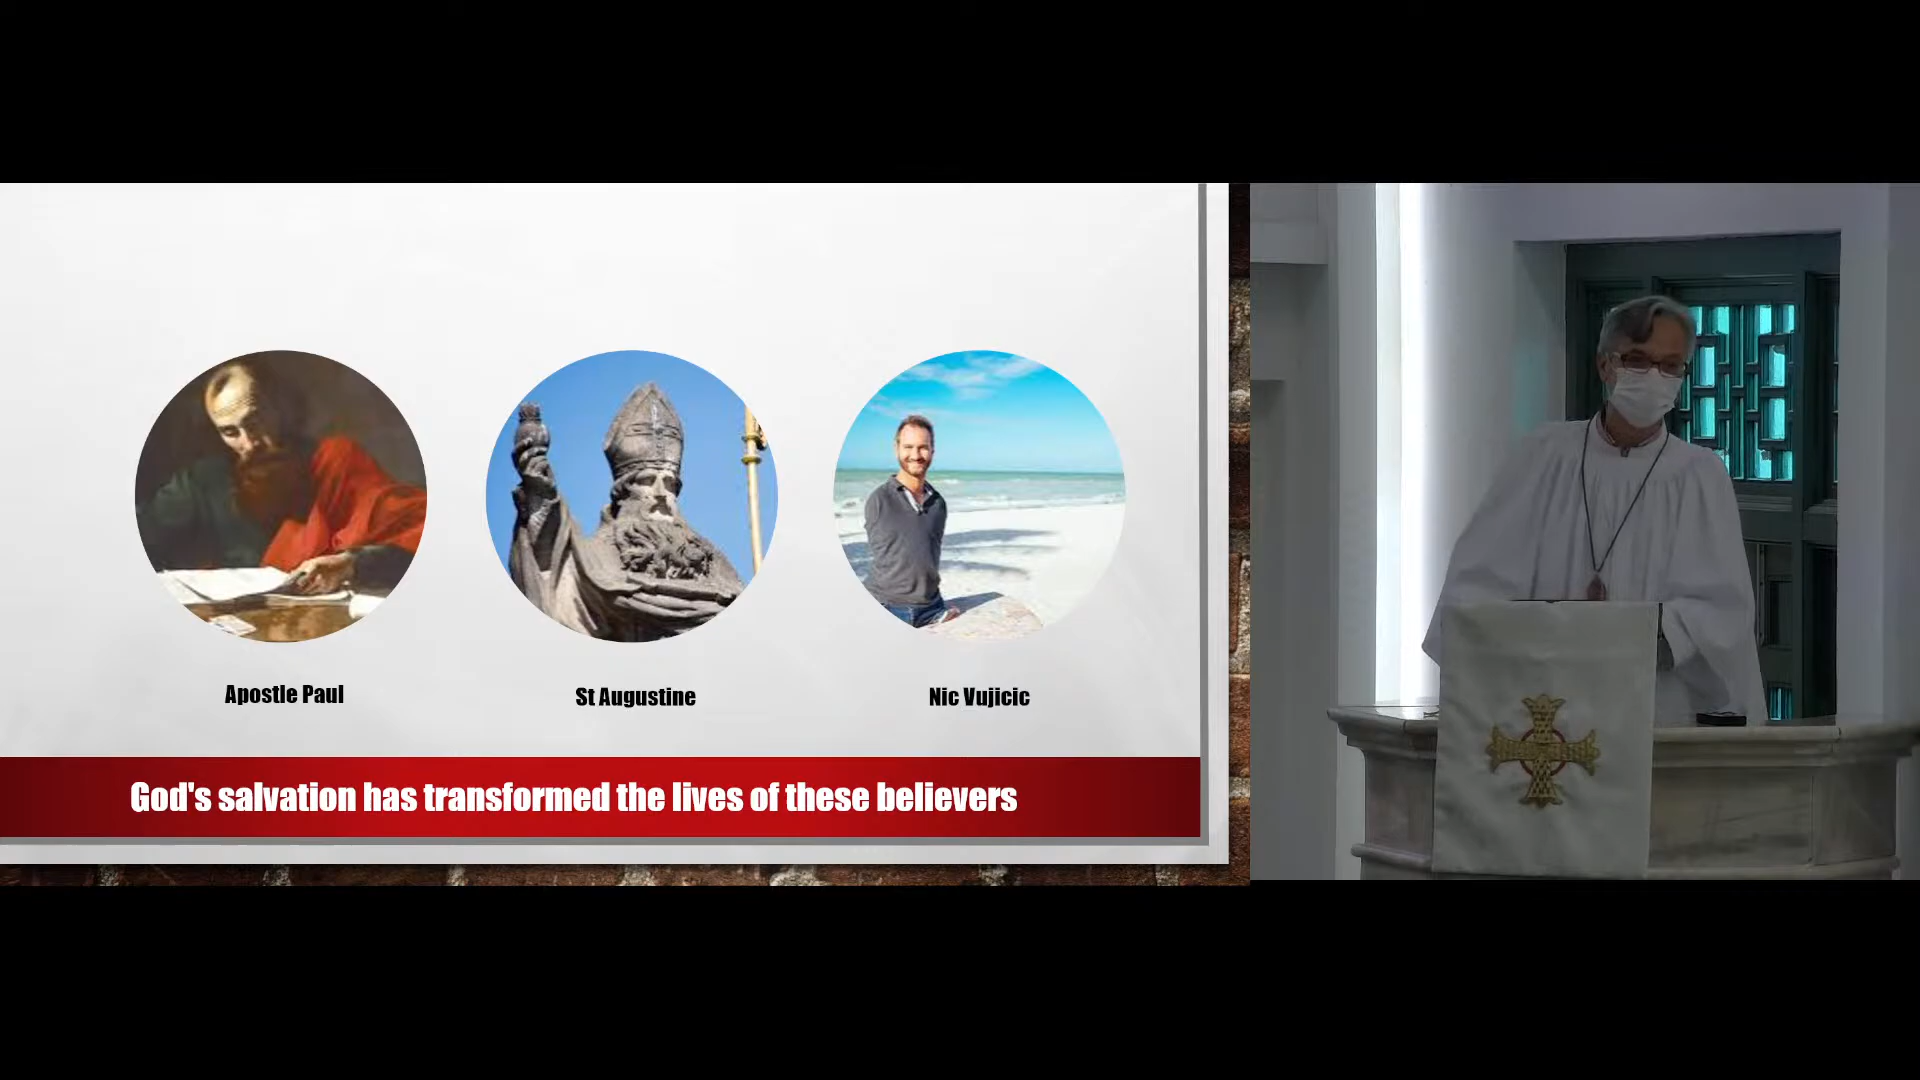 Apostle Paul
St Augustine
Nic Vujicic
God's salvation has transformed the lives of these believers